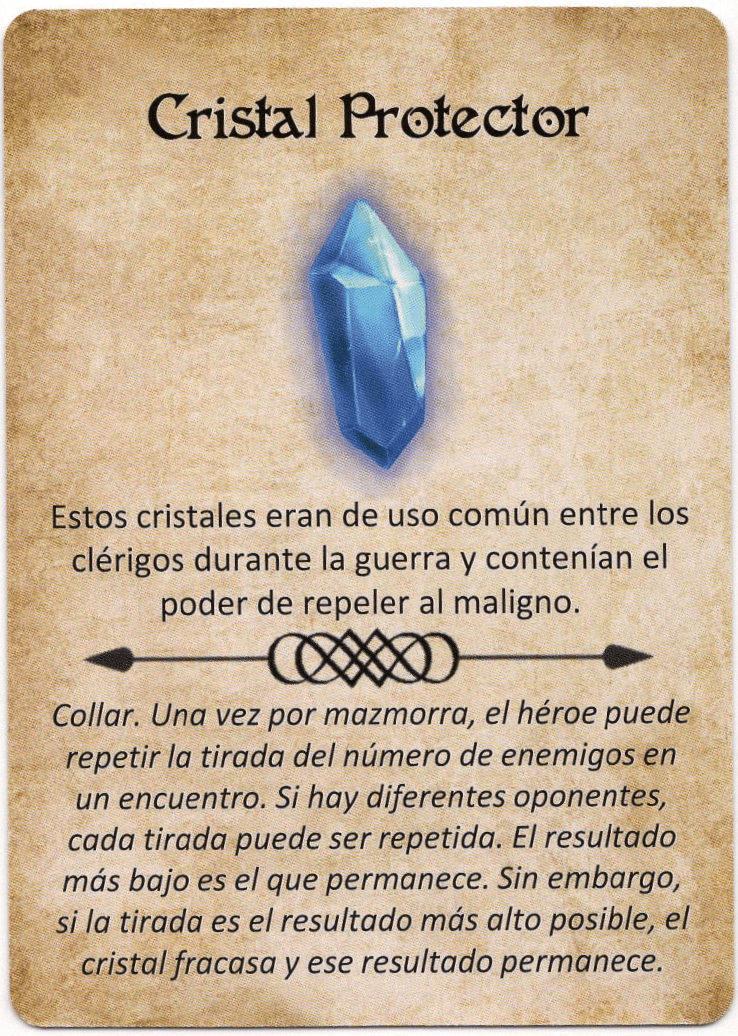 Cristal Protector
Estos cristales eran de uso común entre los
clérigos durante la guerra y contenían el
poder de repeler al maligno.
Collar. Una vez por mazmorra, el héroe puede
repetir la tirada del número de enemigos en
un encuentro. Si hay diferentes oponentes,
cada tirada puede ser repetida. El resultado
más bajo es el que permanece. Sin embargo,
si la tirada es el resultado más alto posible, el
cristal fracasa y ese resultado permanece.